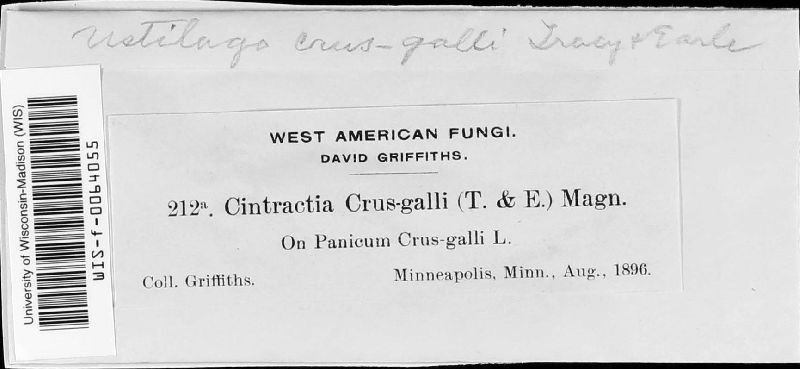 Ustilago crus-galli Tracy & Earle
University of Wisconsin-Madison (WIS)
WIS-f-0064055
WEST AMERICAN FUNGI.
DAVID GRIFFITHS.
212ᵃ. Cintractia Crus-galli (T. & E.) Magn.
On Panicum Crus-galli L.
Coll. Griffiths. Minneapolis, Minn., Aug., 1896.